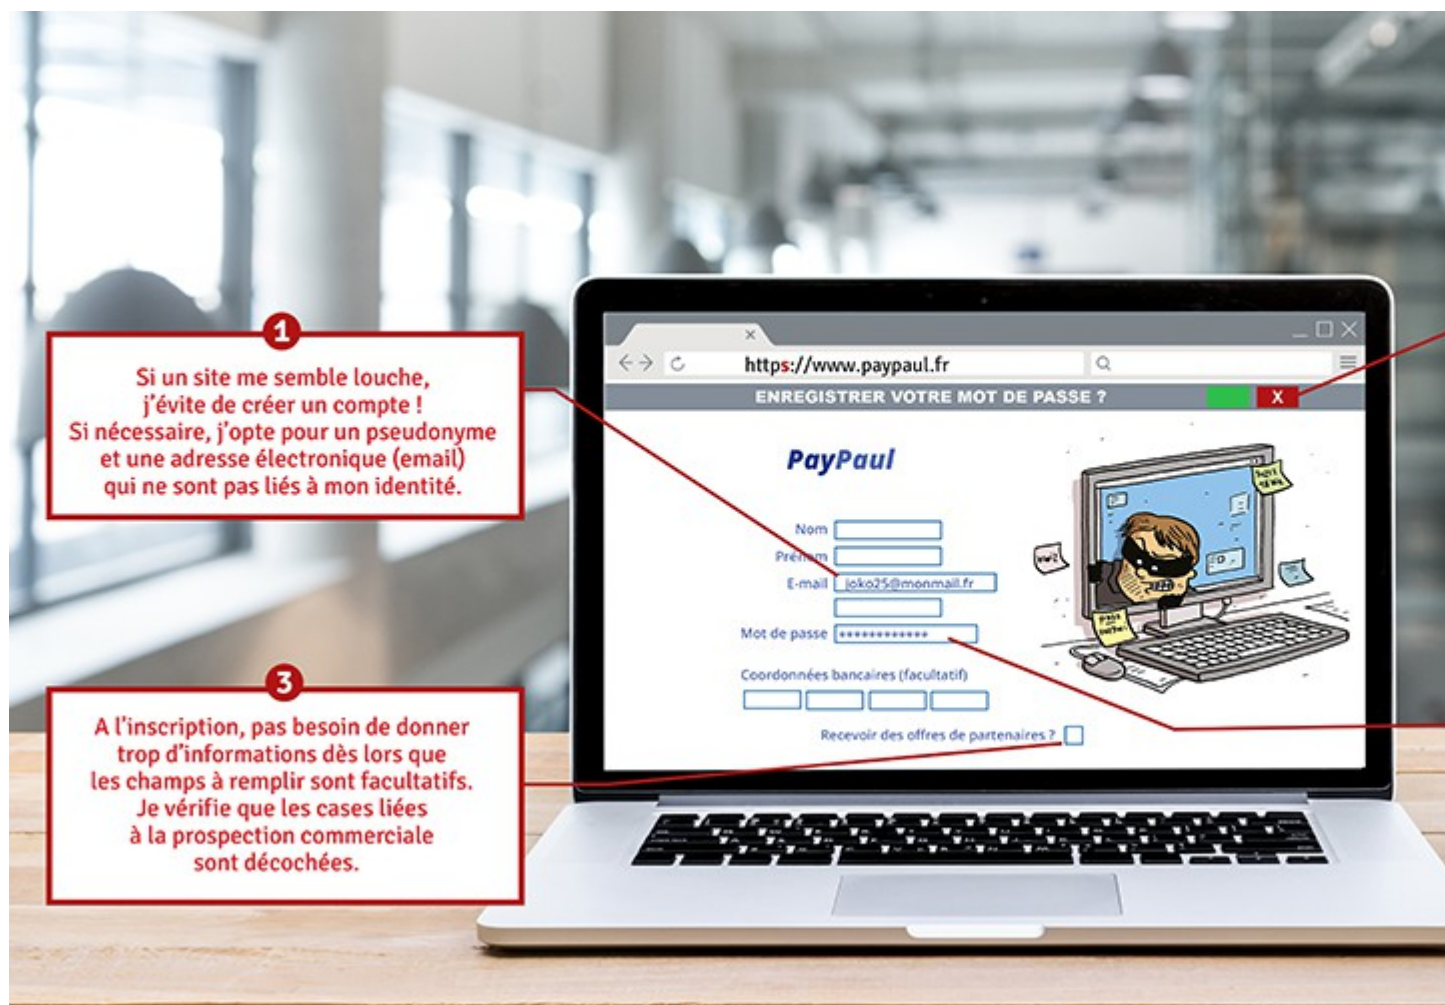 1
Si un site me semble louche,
j'évite de créer un compte !
Si nécessaire, j'opte pour un pseudonyme
et une adresse électronique (email)
qui ne sont pas liés à mon identité.
3
A l'inscription, pas besoin de donner
trop d'informations dès lors que
les champs à remplir sont facultatifs.
Je vérifie que les cases liées
à la prospection commerciale
sont décochées.
https://www.paypaul.fr
ENREGISTRER VOTRE MOT DE PASSE ?
X
PayPaul
Nom
Prénom
E-mail joko25@monmail.fr
Mot de passe ************
Coordonnées bancaires (facultatif)
Recevoir des offres de partenaires ?